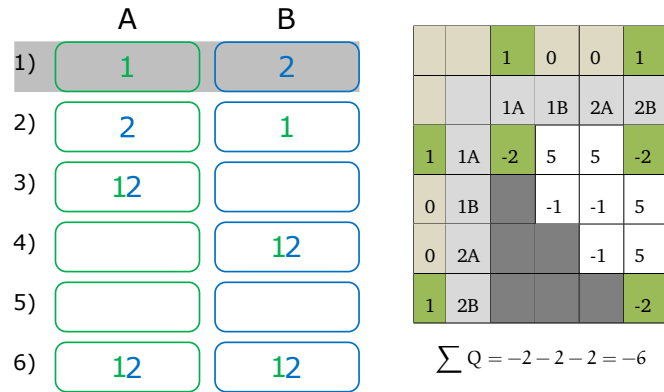 A B
1) 1 2
2) 2 1
3) 12
4) 12
5)
6) 12 12
1 0 0 1
1A 1B 2A 2B
1 1A -2 5 5 -2
0 1B -1 -1 5
0 2A -1 5
1 2B -2
∑ Q = −2 − 2 − 2 = −6